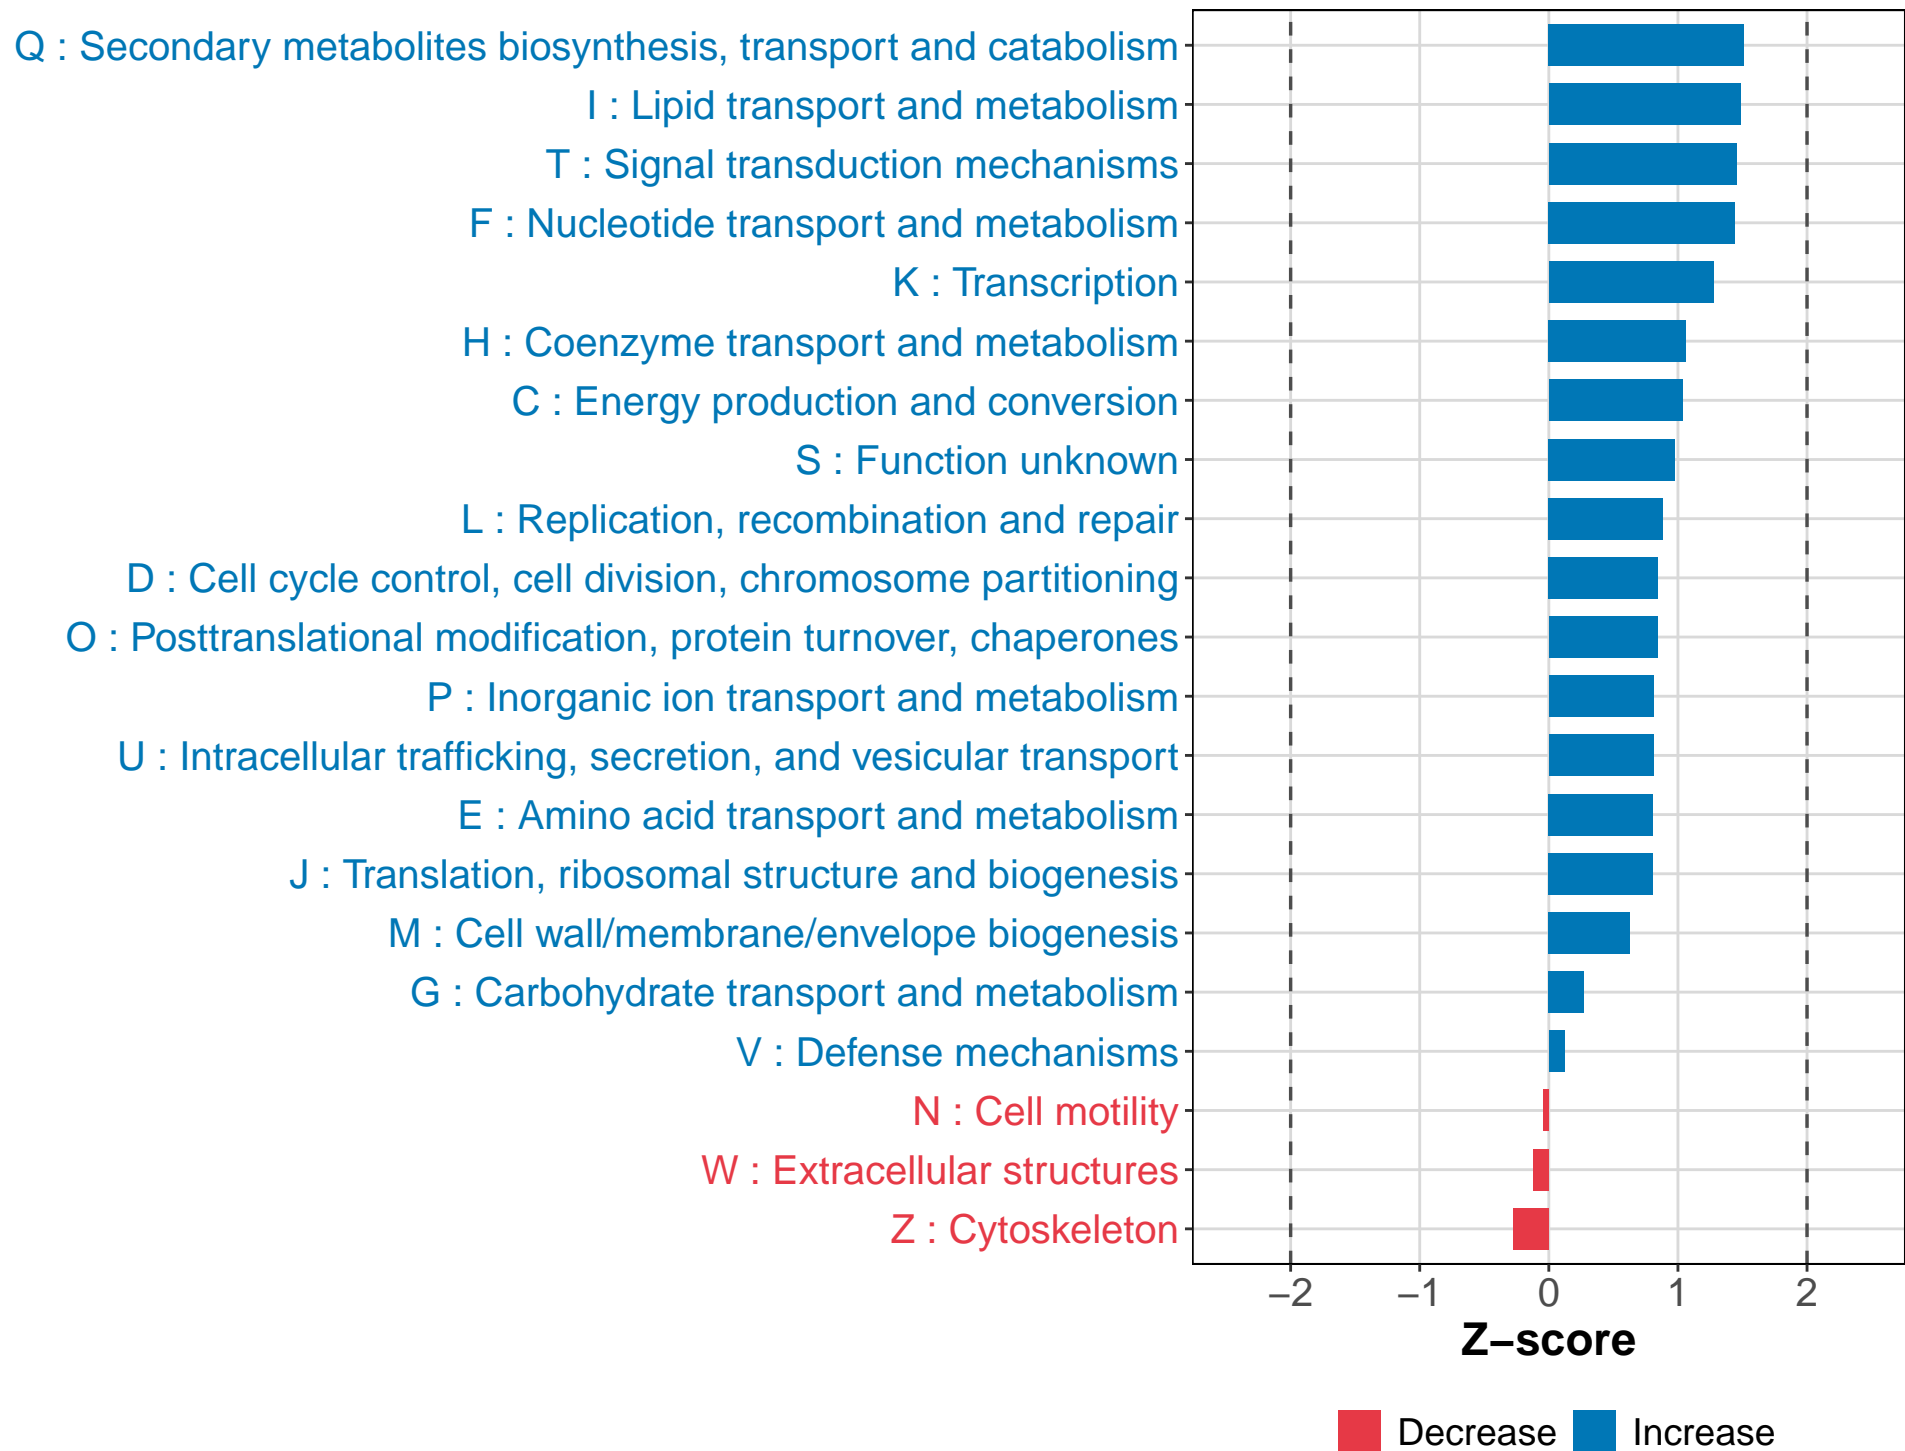 Q : Secondary metabolites biosynthesis, transport and catabolism
I : Lipid transport and metabolism
T : Signal transduction mechanisms
F : Nucleotide transport and metabolism
K : Transcription
H : Coenzyme transport and metabolism
C : Energy production and conversion
S : Function unknown
L : Replication, recombination and repair
D : Cell cycle control, cell division, chromosome partitioning
O : Posttranslational modification, protein turnover, chaperones
P : Inorganic ion transport and metabolism
U : Intracellular trafficking, secretion, and vesicular transport
E : Amino acid transport and metabolism
J : Translation, ribosomal structure and biogenesis
M : Cell wall/membrane/envelope biogenesis
G : Carbohydrate transport and metabolism
V : Defense mechanisms
N : Cell motility
W : Extracellular structures
Z : Cytoskeleton
−2 −1 0 1 2
Z−score
Decrease Increase